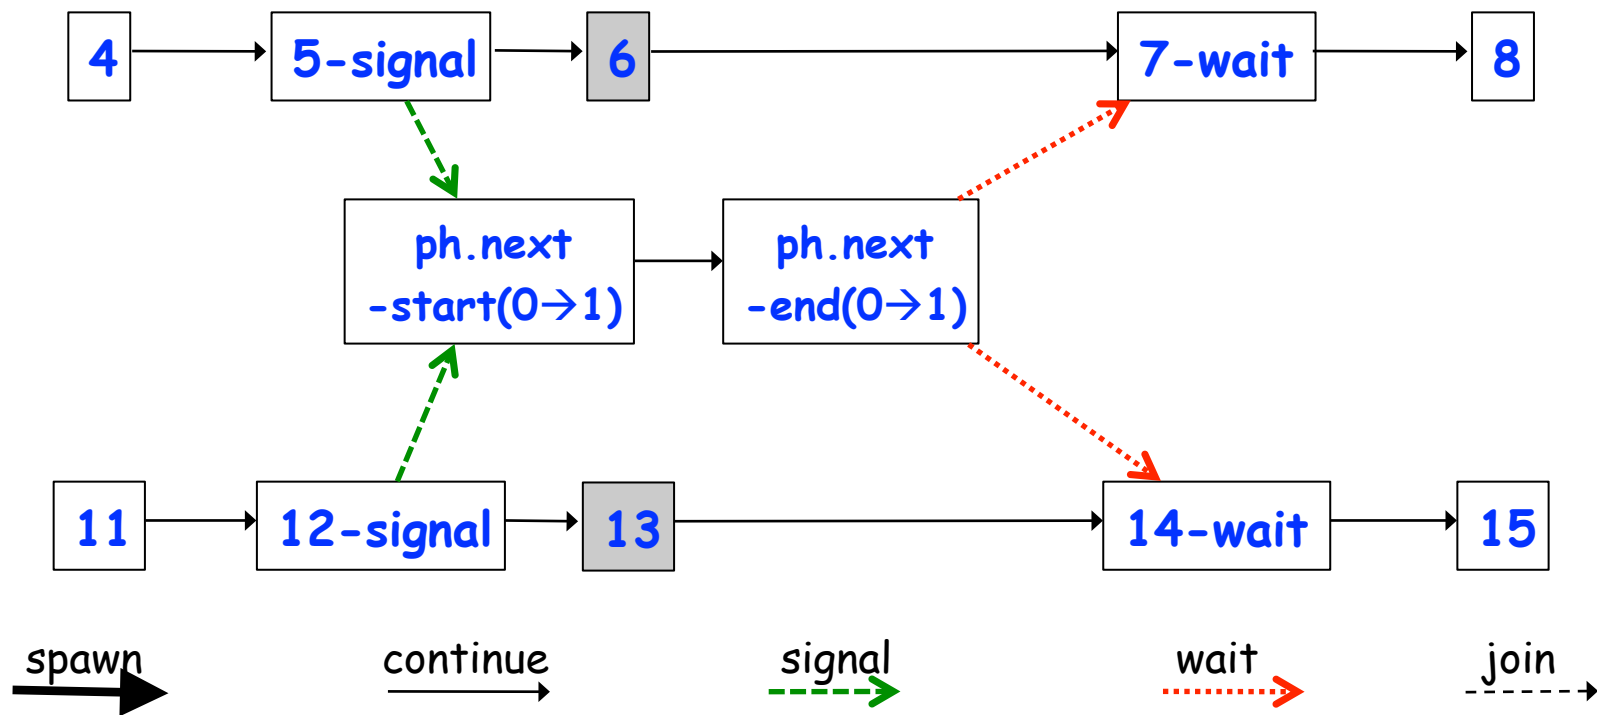 4
5-signal
6
7-wait
8
ph.next
-start(0→1)
ph.next
-end(0→1)
11
12-signal
13
14-wait
15
spawn
continue
signal
wait
join